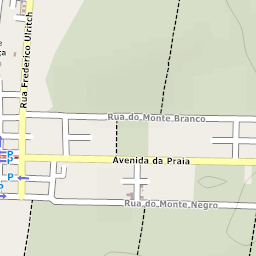 Rua Frederico Ulritch
Rua do Monte Branco
Avenida da Praia
P
P
P
Rua do Monte Negro